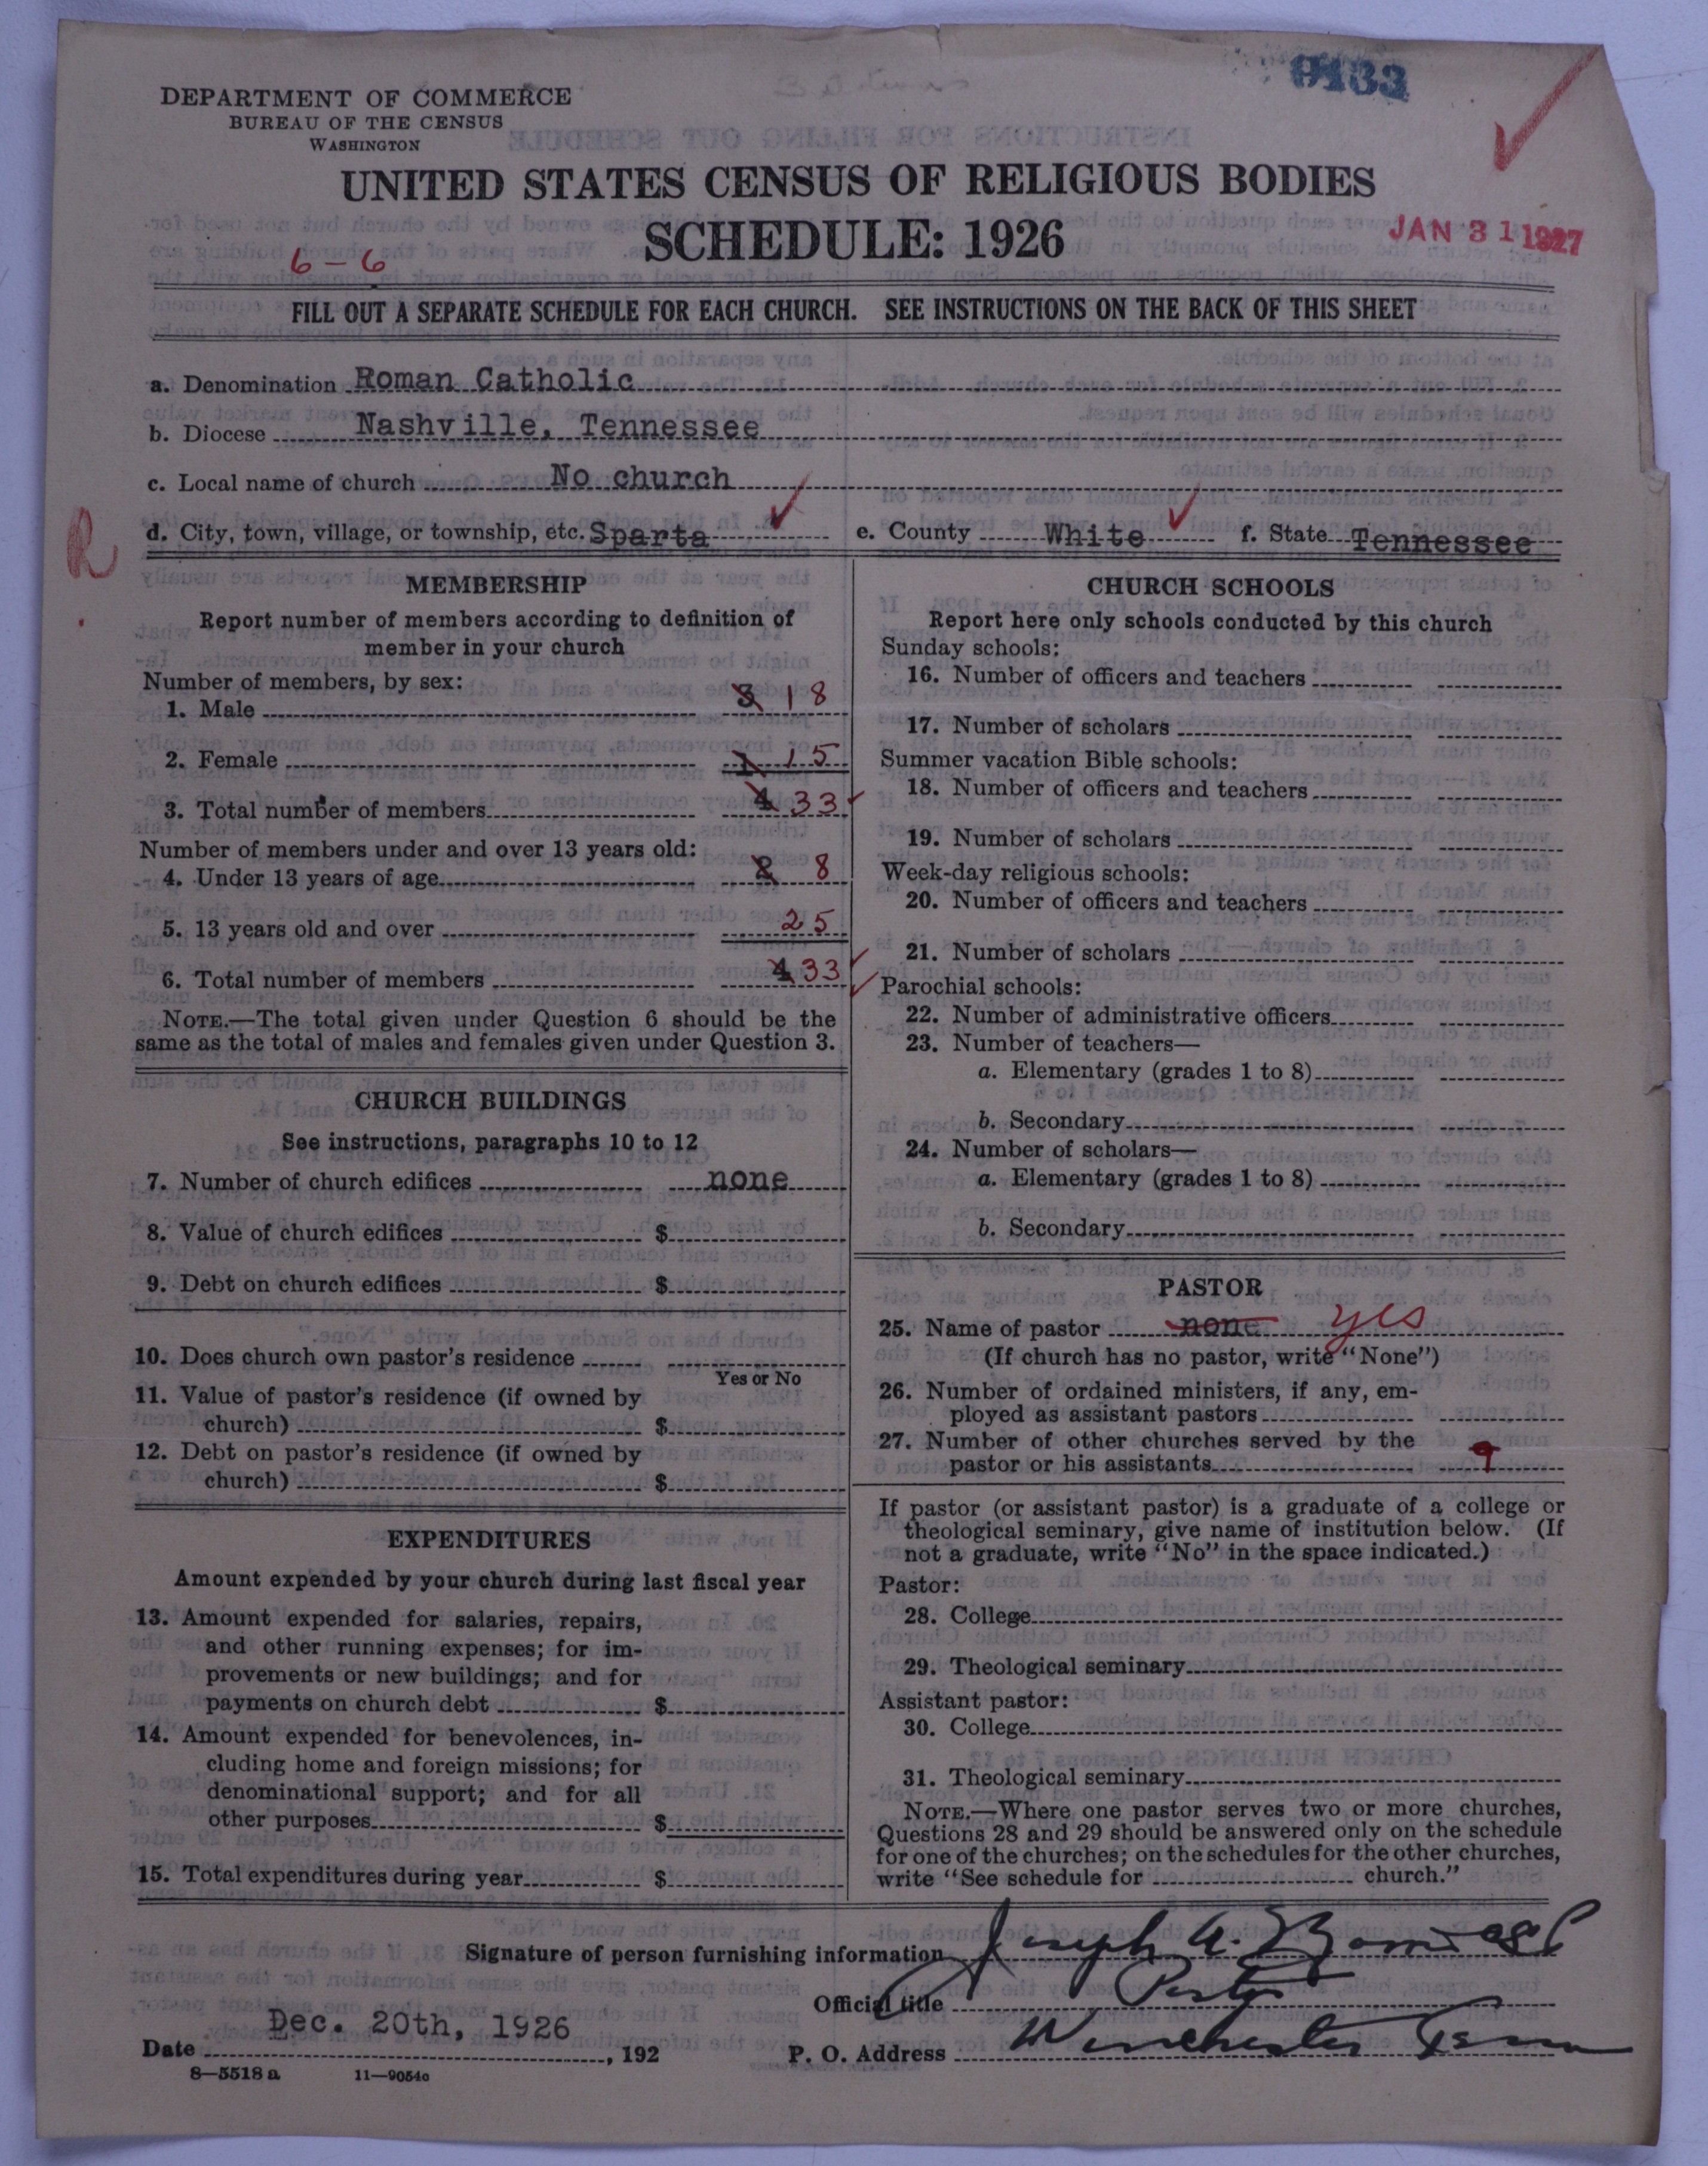 0133
DEPARTMENT OF COMMERCE
BUREAU OF THE CENSUS
WASHINGTON
UNITED STATES CENSUS OF RELIGIOUS BODIES
SCHEDULE: 1926
JAN 31 1927
6-6
FILL OUT A SEPARATE SCHEDULE FOR EACH CHURCH. SEE INSTRUCTIONS ON THE BACK OF THIS SHEET
a. Denomination Roman Catholic
b. Diocese Nashville, Tennessee
c. Local name of church No church
d. City, town, village, or township, etc. Sparta e. County White f. State Tennessee
R
MEMBERSHIP
Report number of members according to definition of
member in your church
Number of members, by sex:
1. Male 3 18
2. Female 1 15
3. Total number of members 4 33
Number of members under and over 13 years old:
4. Under 13 years of age 2 8
5. 13 years old and over 25
6. Total number of members 4 33
NOTE.—The total given under Question 6 should be the
same as the total of males and females given under Question 3.
CHURCH BUILDINGS
See instructions, paragraphs 10 to 12
7. Number of church edifices none
8. Value of church edifices $
9. Debt on church edifices $
10. Does church own pastor's residence
Yes or No
11. Value of pastor's residence (if owned by
church) $
12. Debt on pastor's residence (if owned by
church) $
EXPENDITURES
Amount expended by your church during last fiscal year
13. Amount expended for salaries, repairs,
and other running expenses; for im-
provements or new buildings; and for
payments on church debt $
14. Amount expended for benevolences, in-
cluding home and foreign missions; for
denominational support; and for all
other purposes $
15. Total expenditures during year $
CHURCH SCHOOLS
Report here only schools conducted by this church
Sunday schools:
16. Number of officers and teachers
17. Number of scholars
Summer vacation Bible schools:
18. Number of officers and teachers
19. Number of scholars
Week-day religious schools:
20. Number of officers and teachers
21. Number of scholars
Parochial schools:
22. Number of administrative officers
23. Number of teachers—
a. Elementary (grades 1 to 8)
b. Secondary
24. Number of scholars—
a. Elementary (grades 1 to 8)
b. Secondary
PASTOR
25. Name of pastor none yes
(If church has no pastor, write "None")
26. Number of ordained ministers, if any, em-
ployed as assistant pastors
27. Number of other churches served by the
pastor or his assistants 9
If pastor (or assistant pastor) is a graduate of a college or
theological seminary, give name of institution below. (If
not a graduate, write "No" in the space indicated.)
Pastor:
28. College
29. Theological seminary
Assistant pastor:
30. College
31. Theological seminary
NOTE.—Where one pastor serves two or more churches,
Questions 28 and 29 should be answered only on the schedule
for one of the churches; on the schedules for the other churches,
write "See schedule for church."
Signature of person furnishing information Joseph A.
Official title Pastor
Date Dec. 20th, 1926, 192 P. O. Address Winchester Tenn
8—5518 a 11—9054c